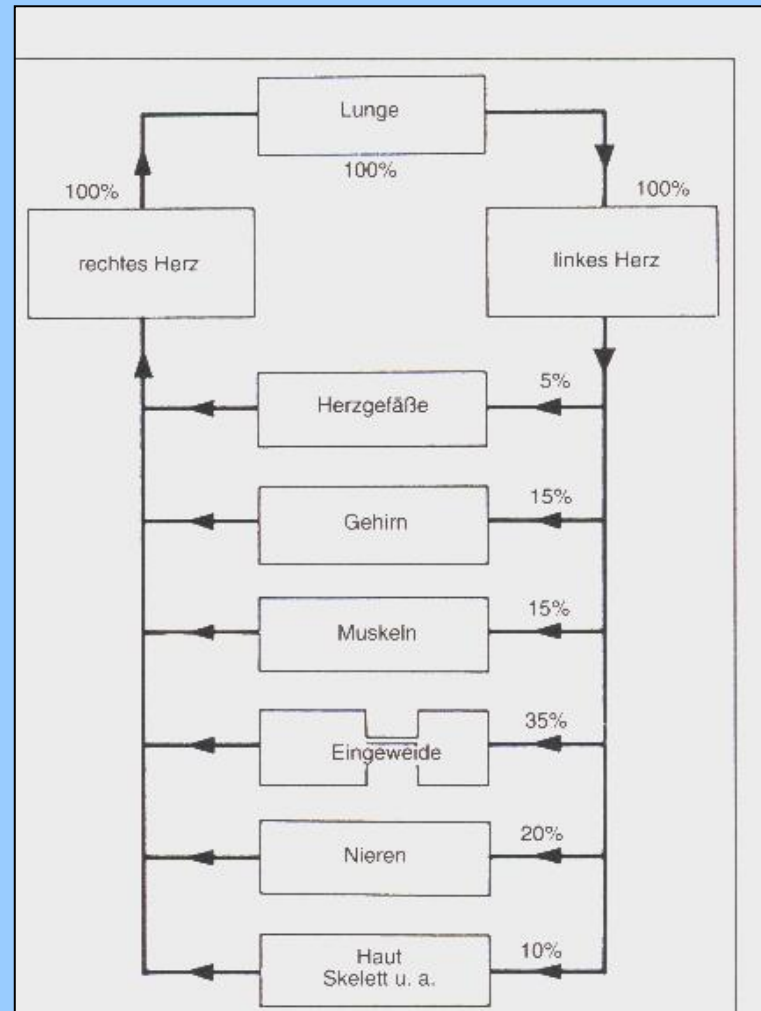 Lunge
100%
100%
100%
rechtes Herz
linkes Herz
5%
Herzgefäße
15%
Gehirn
15%
Muskeln
35%
Eingeweide
20%
Nieren
10%
Haut
Skelett u. a.